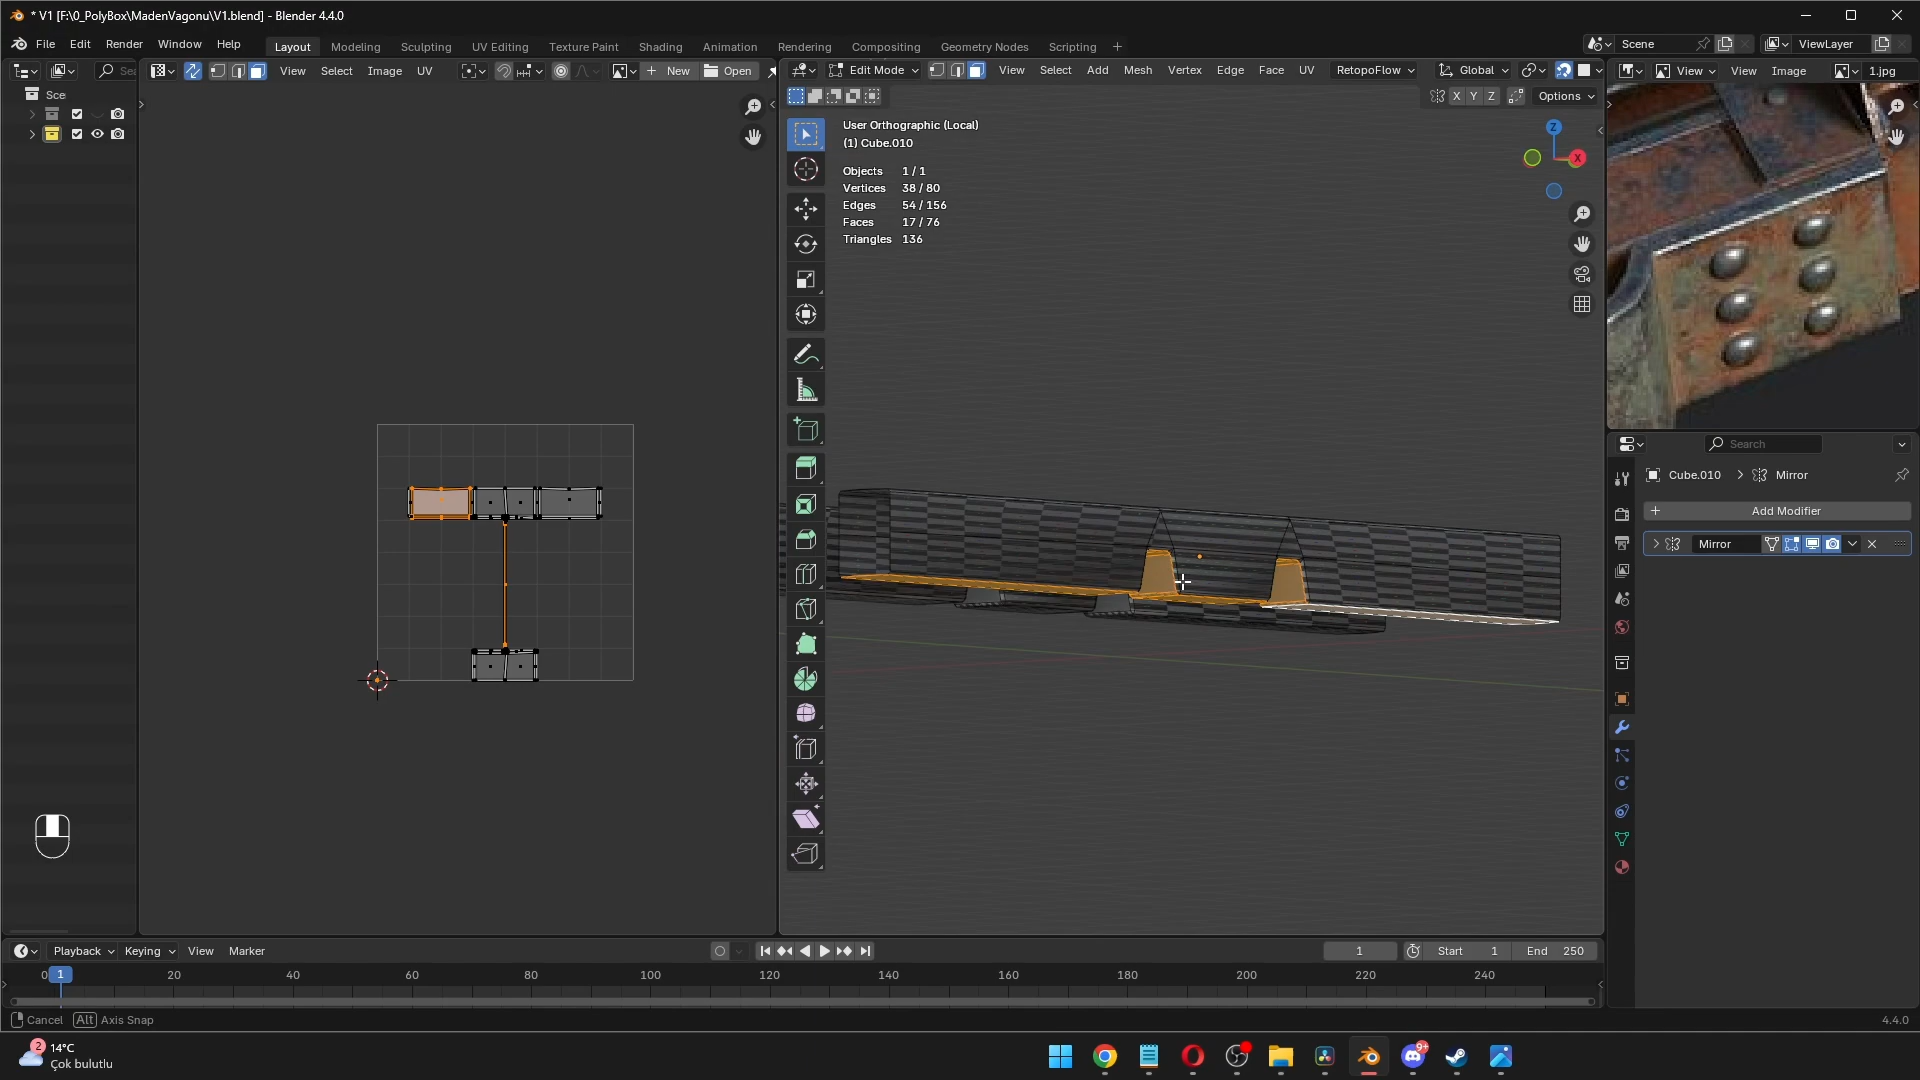 * V1 [F:\0_PolyBox\MadenVagonu\V1.blend] - Blender 4.4.0
File Edit Render Window Help
Layout Modeling Sculpting UV Editing Texture Paint Shading Animation Rendering Compositing Geometry Nodes Scripting +
Scene
ViewLayer
Sea
View Select Image UV
+ New
Open
Edit Mode
View Select Add Mesh Vertex Edge Face UV
RetopoFlow
Global
View View Image
1.jpg
Sce
X Y Z
Options
User Orthographic (Local)
(1) Cube.010
Objects 1 / 1
Vertices 38 / 80
Edges 54 / 156
Faces 17 / 76
Triangles 136
Z
X
Search
Cube.010
Mirror
+ Add Modifier
Mirror
Playback Keying View Marker
1
Start 1
End 250
0 1 20 40 60 80 100 120 140 160 180 200 220 240
Cancel
Alt
Axis Snap
4.4.0
2
14°C
Çok bulutlu
9+